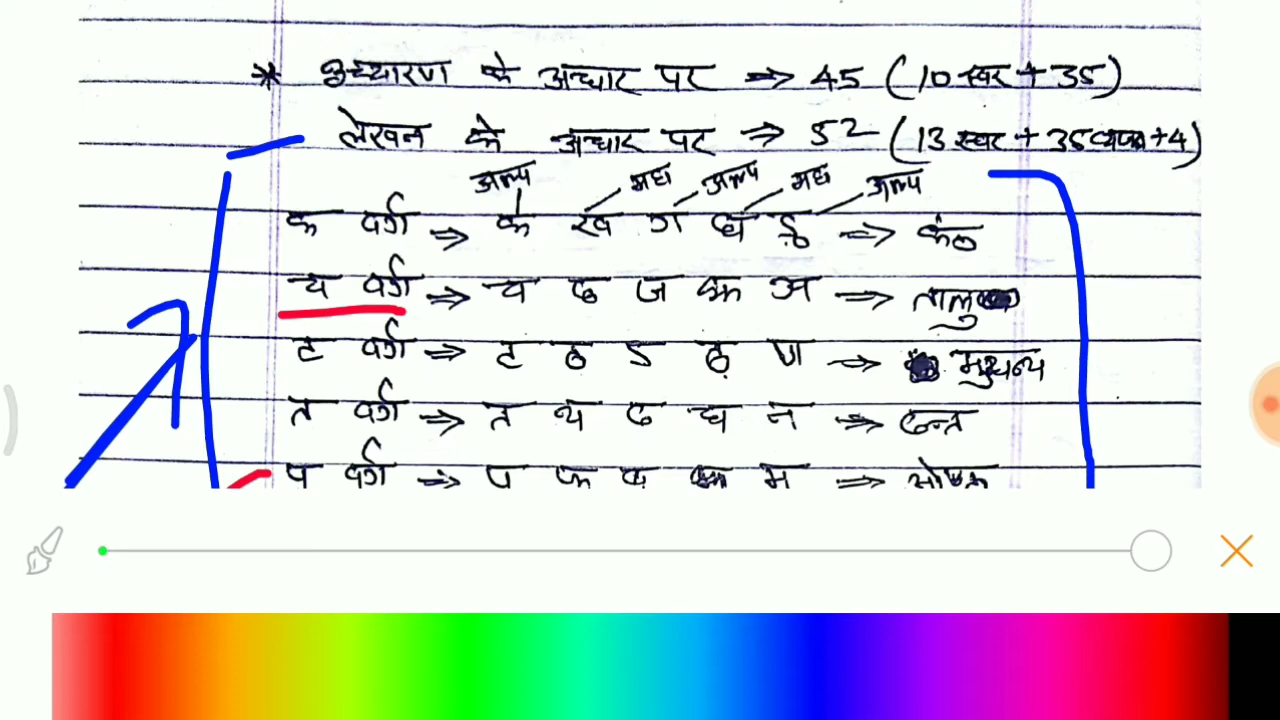 * उच्चारण के आधार पर ⇒ 45 (10 स्वर + 35)
लेखन के आधार पर ⇒ 52 (13 स्वर + 35 व्यंजन + 4)
अल्प महा अल्प महा अल्प
क वर्ग ⇒ क ख ग घ ङ ⇒ कंठ
च वर्ग ⇒ च छ ज झ ञ ⇒ तालु
ट वर्ग ⇒ ट ठ ड ढ़ ण ⇒ मुर्धन्य
त वर्ग ⇒ त थ द ध न ⇒ दन्त
प वर्ग ⇒ प फ ब भ म ⇒ ओष्ठ